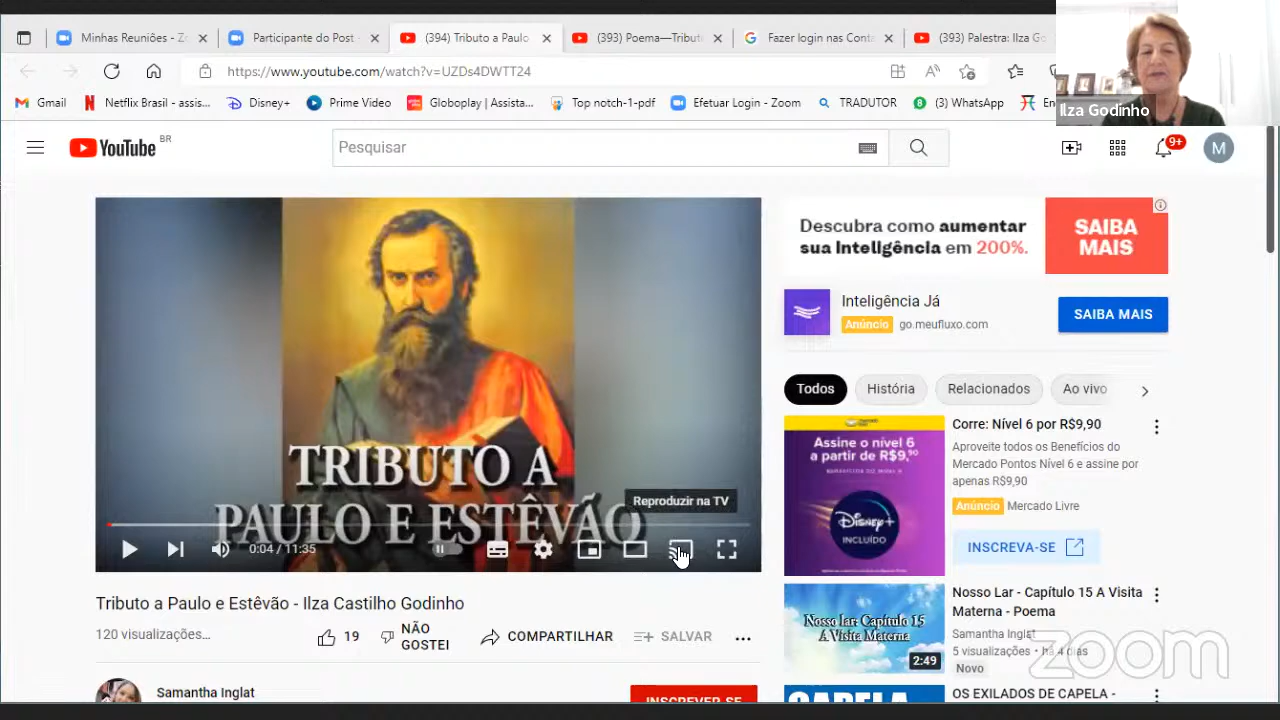 Minhas Reuniões - Z
Participante do Post -
(394) Tributo a Paulo
(393) Poema—Tribut
Fazer login nas Cont
(393) Palestra: Ilza Go
https://www.youtube.com/watch?v=UZDs4DWTT24
Gmail
Netflix Brasil - assis...
Disney+
Prime Video
Globoplay | Assista...
Top notch-1-pdf
Efetuar Login - Zoom
TRADUTOR
(3) WhatsApp
En
Ilza Godinho
YouTube BR
Pesquisar
9+
M
TRIBUTO A
PAULO E ESTÊVÃO
Reproduzir na TV
0:04 / 11:35
Tributo a Paulo e Estêvão - Ilza Castilho Godinho
120 visualizações...
19
NÃO
GOSTEI
COMPARTILHAR
SALVAR
Samantha Inglat
INSCREVER-SE
Descubra como aumentar
sua Inteligência em 200%.
SAIBA
MAIS
Inteligência Já
Anúncio go.meufluxo.com
SAIBA MAIS
Todos
História
Relacionados
Ao vivo
Assine o nível 6
a partir de R$9,90
Disney+
INCLUÍDO
Corre: Nível 6 por R$9,90
Aproveite todos os Benefícios do
Mercado Pontos Nível 6 e assine por
apenas R$9,90
Anúncio Mercado Livre
INSCREVA-SE
Nosso lar: Capítulo 15
A Visita Materna
2:49
Nosso Lar - Capítulo 15 A Visita
Materna - Poema
Samantha Inglat
5 visualizações • há 4 dias
Novo
zoom
CAPELA
OS EXILADOS DE CAPELA -